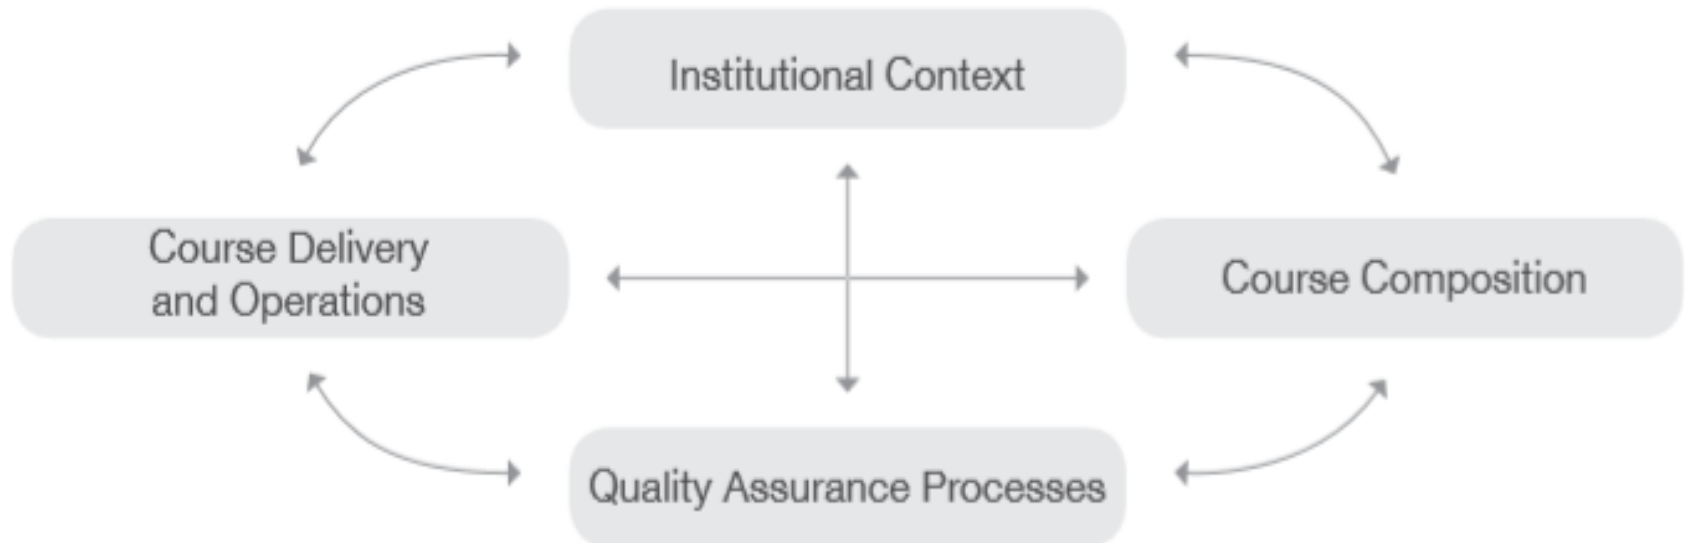 Institutional Context
Course Delivery
and Operations
Course Composition
Quality Assurance Processes